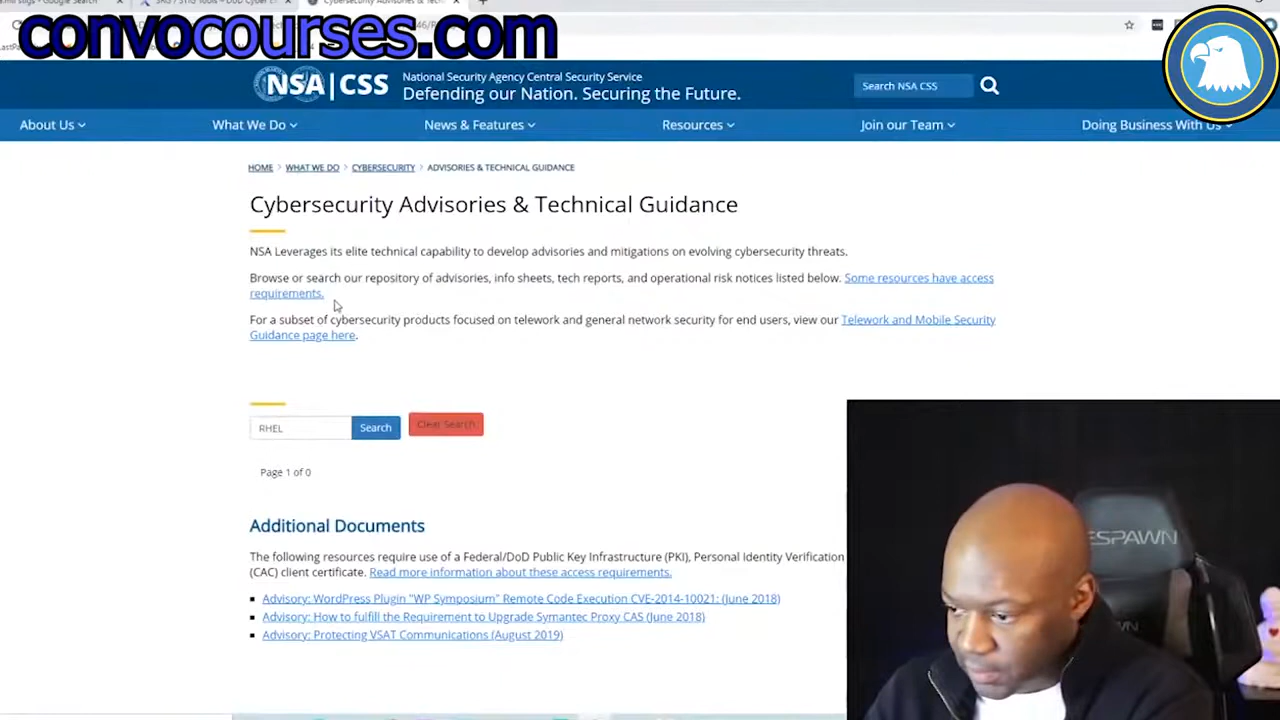 SRG / STIG Tools – DoD Cyber
Cybersecurity Advisories & Tech
convocourses.com
NSA|CSS
National Security Agency Central Security Service
Defending our Nation. Securing the Future.
Search NSA CSS
About Us What We Do News & Features Resources Join our Team Doing Business With Us
HOME > WHAT WE DO > CYBERSECURITY > ADVISORIES & TECHNICAL GUIDANCE
Cybersecurity Advisories & Technical Guidance
NSA Leverages its elite technical capability to develop advisories and mitigations on evolving cybersecurity threats.
Browse or search our repository of advisories, info sheets, tech reports, and operational risk notices listed below. Some resources have access
requirements.
For a subset of cybersecurity products focused on telework and general network security for end users, view our Telework and Mobile Security
Guidance page here.
RHEL Search Clear Search
Page 1 of 0
Additional Documents
The following resources require use of a Federal/DoD Public Key Infrastructure (PKI), Personal Identity Verification
(CAC) client certificate. Read more information about these access requirements.
Advisory: WordPress Plugin "WP Symposium" Remote Code Execution CVE-2014-10021: (June 2018)
Advisory: How to fulfill the Requirement to Upgrade Symantec Proxy CAS (June 2018)
Advisory: Protecting VSAT Communications (August 2019)
ESPAWN